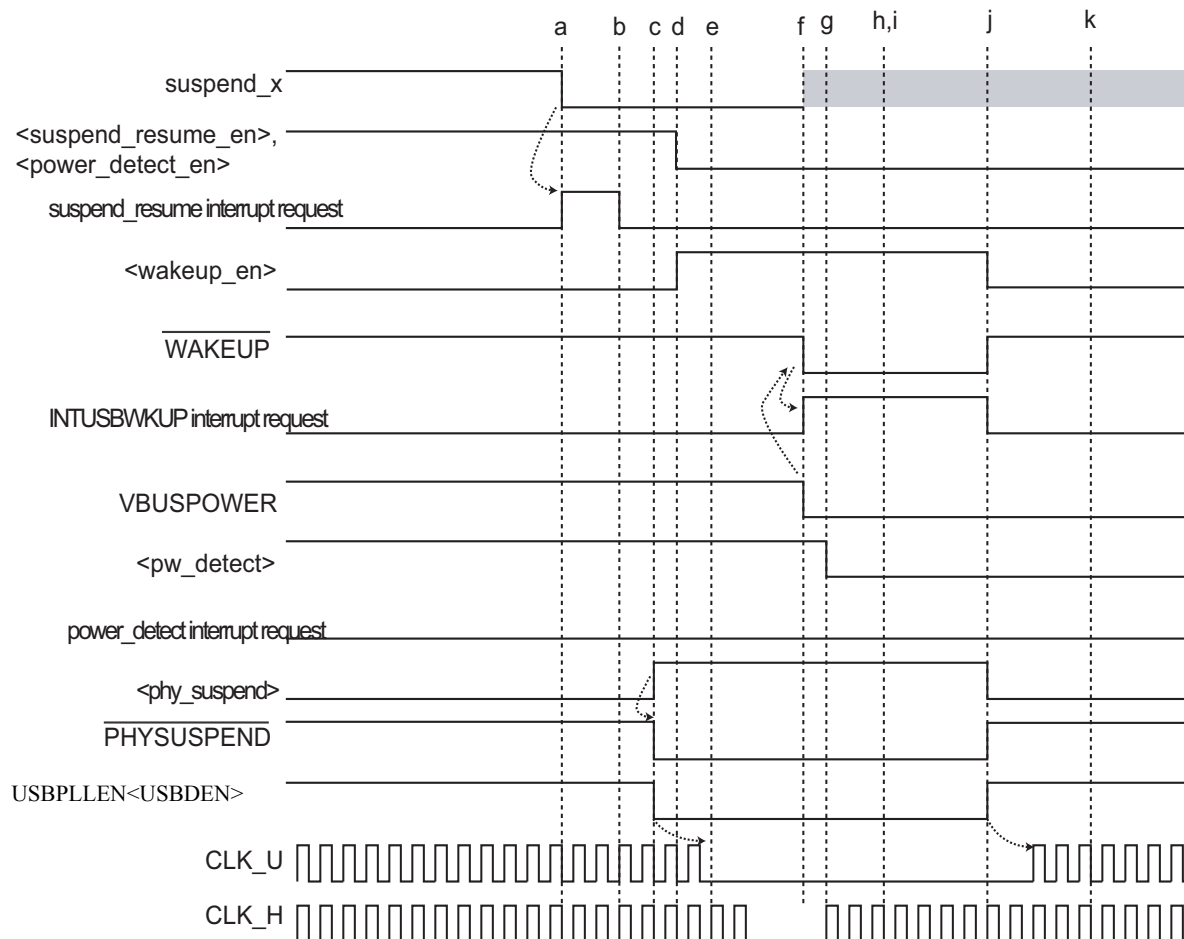 a b c d e f g h,i j k
suspend_x
<suspend_resume_en>,
<power_detect_en>
suspend_resume interrupt request
<wakeup_en>
WAKEUP
INTUSBWKUP interrupt request
VBUSPOWER
<pw_detect>
power_detect interrupt request
<phy_suspend>
PHYSUSPEND
USBPLLEN<USBDEN>
CLK_U
CLK_H